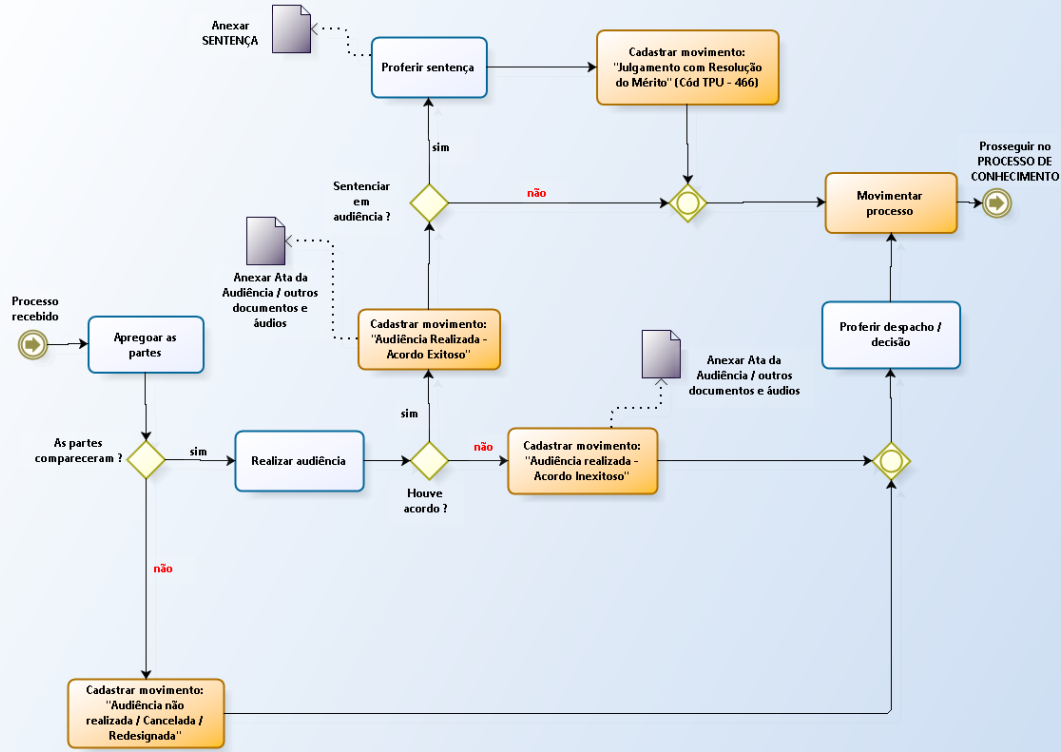 Anexar
SENTENÇA
Proferir sentença
Cadastrar movimento:
"Julgamento com Resolução
do Mérito" (Cód TPU - 466)
sim
Prosseguir no
PROCESSO DE
CONHECIMENTO
Sentenciar
em
audiência ?
não
Movimentar
processo
Anexar Ata da
Audiência / outros
documentos e
áudios
Processo
recebido
Apregoar as
partes
Cadastrar movimento:
"Audiência Realizada -
Acordo Exitoso"
Proferir despacho /
decisão
Anexar Ata da
Audiência / outros
documentos e áudios
sim
As partes
compareceram ?
sim
Realizar audiência
não
Cadastrar movimento:
"Audiência realizada -
Acordo Inexitoso"
Houve
acordo ?
não
Cadastrar movimento:
"Audiência não
realizada / Cancelada /
Redesignada"